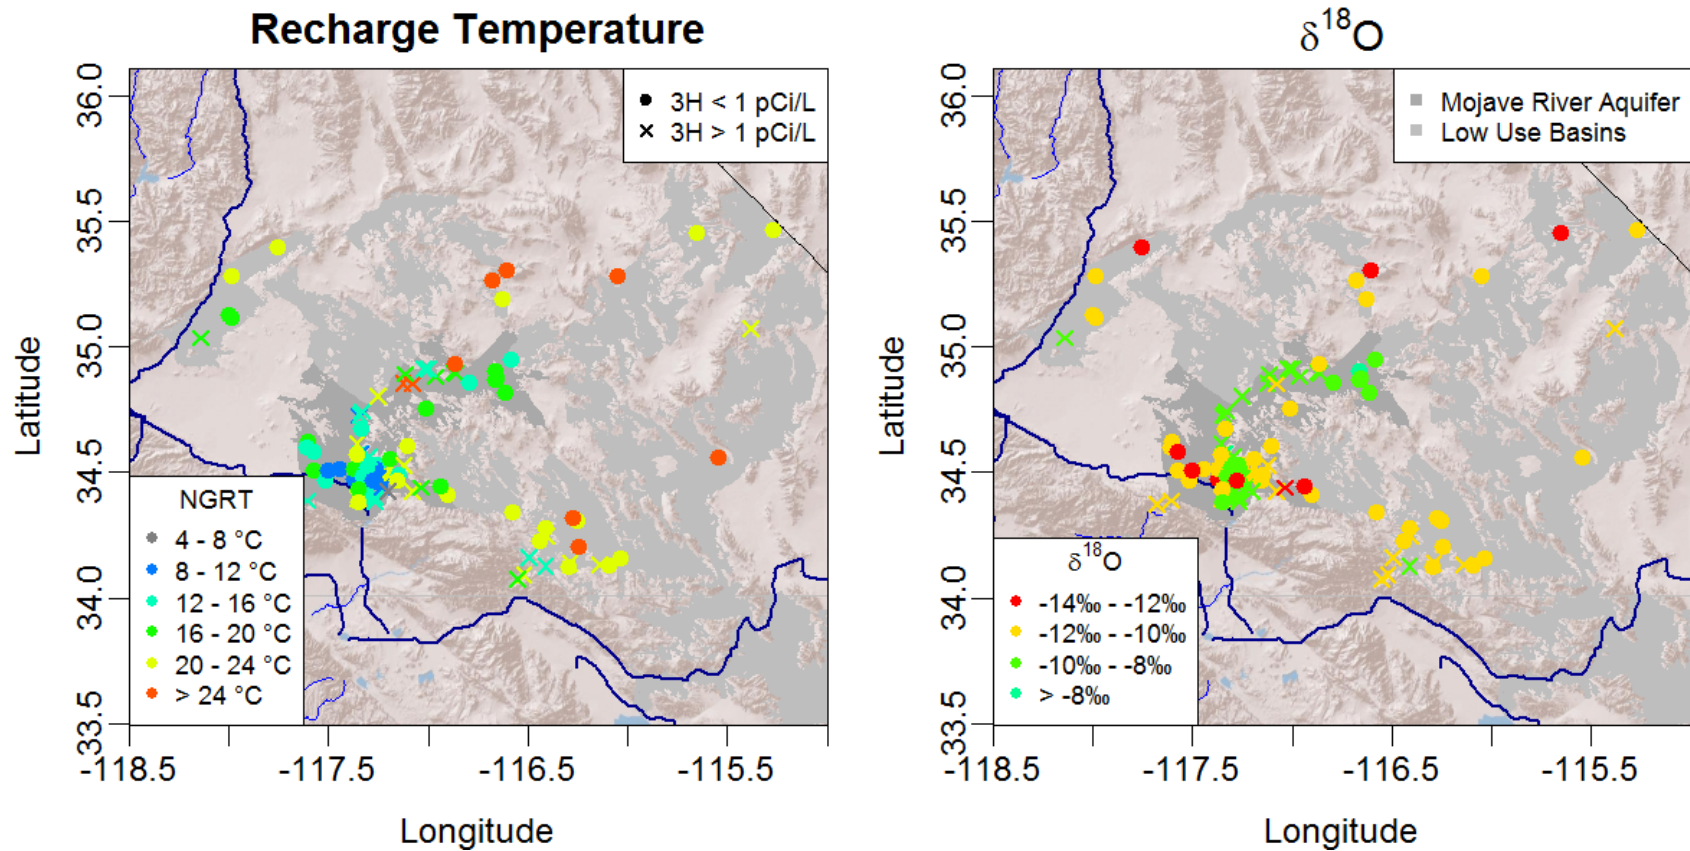 Recharge Temperature
3H < 1 pCi/L
3H > 1 pCi/L
36.0
35.5
35.0
34.5
34.0
33.5
Latitude
NGRT
4 - 8 °C
8 - 12 °C
12 - 16 °C
16 - 20 °C
20 - 24 °C
> 24 °C
-118.5
-117.5
-116.5
-115.5
Longitude
δ¹⁸O
Mojave River Aquifer
Low Use Basins
36.0
35.5
35.0
34.5
34.0
33.5
Latitude
δ¹⁸O
-14‰ - -12‰
-12‰ - -10‰
-10‰ - -8‰
> -8‰
-118.5
-117.5
-116.5
-115.5
Longitude